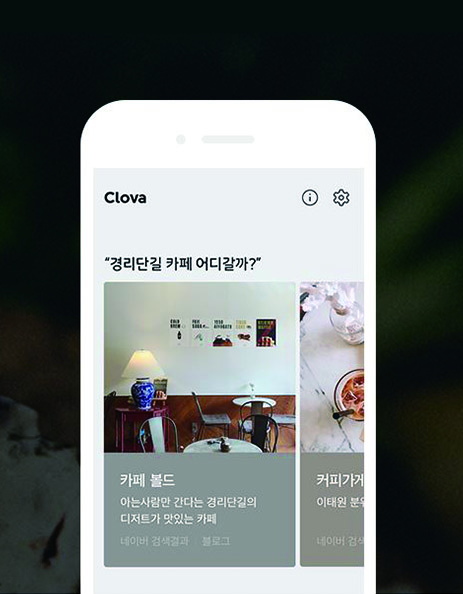 Clova
“경리단길 카페 어디갈까?”
카페 볼드
아는사람만 간다는 경리단길의
디저트가 맛있는 카페
네이버 검색결과 | 블로그
커피가게
이태원 분위
네이버 검색